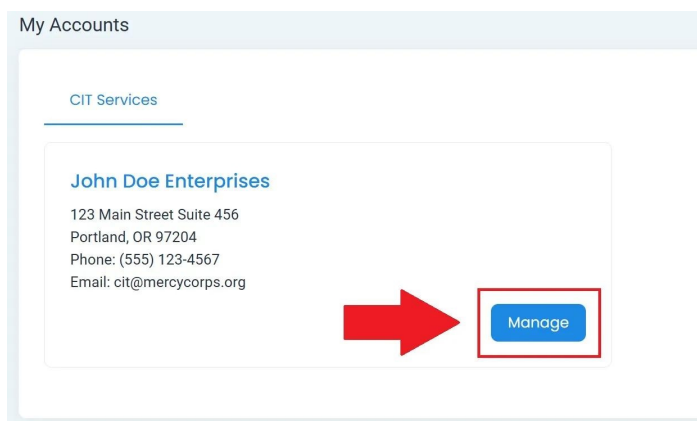 My Accounts
CIT Services
John Doe Enterprises
123 Main Street Suite 456
Portland, OR 97204
Phone: (555) 123-4567
Email: cit@mercycorps.org
Manage